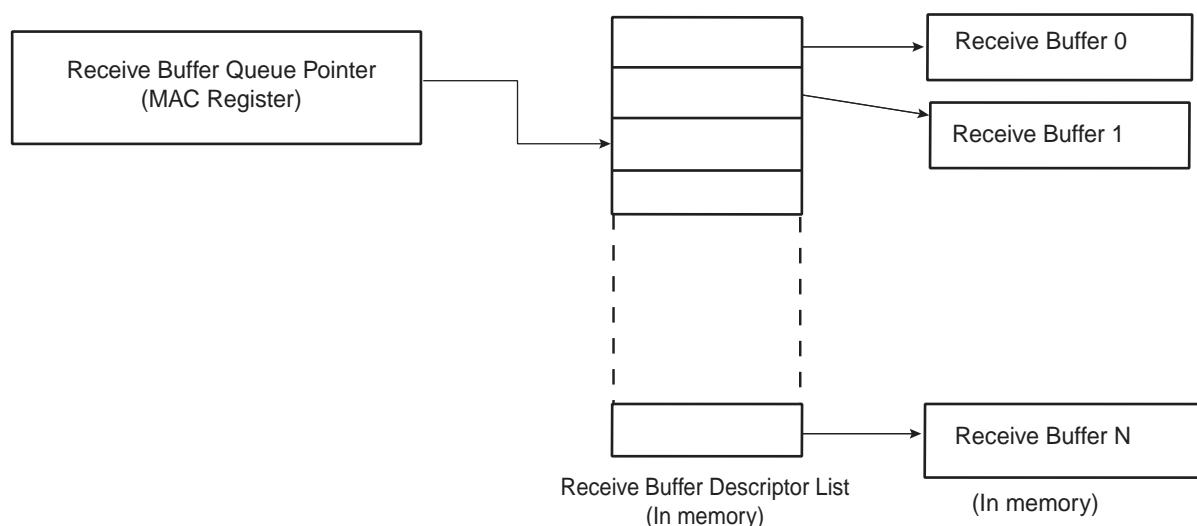 Receive Buffer Queue Pointer
(MAC Register)
Receive Buffer 0
Receive Buffer 1
Receive Buffer N
Receive Buffer Descriptor List
(In memory)
(In memory)